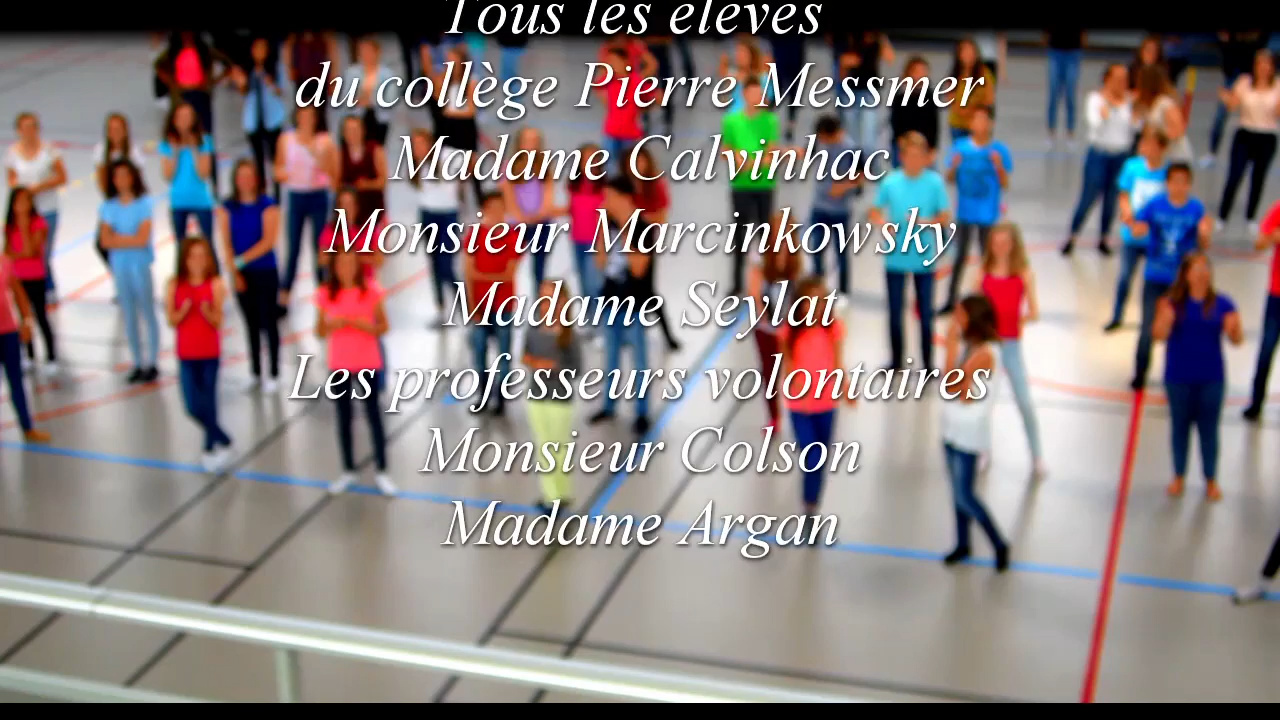 Tous les élèves
du collège Pierre Messmer
Madame Calvinhac
Monsieur Marcinkowsky
Madame Seylat
Les professeurs volontaires
Monsieur Colson
Madame Argan